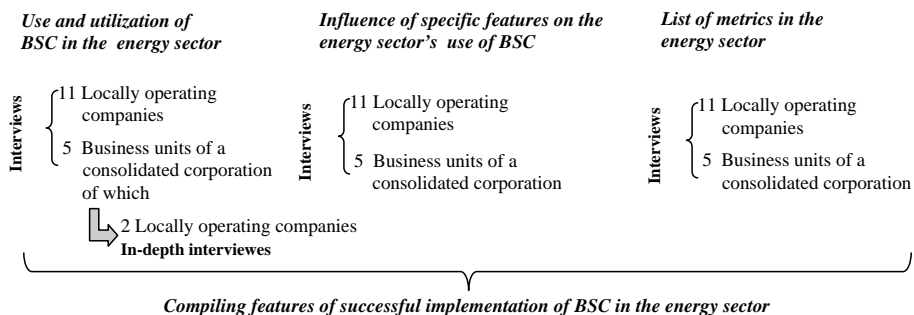 Use and utilization of
BSC in the energy sector
Interviews
11 Locally operating
companies
5 Business units of a
consolidated corporation
of which
2 Locally operating companies
In-depth interviewes
Influence of specific features on the
energy sector's use of BSC
Interviews
11 Locally operating
companies
5 Business units of a
consolidated corporation
List of metrics in the
energy sector
Interviews
11 Locally operating
companies
5 Business units of a
consolidated corporation
Compiling features of successful implementation of BSC in the energy sector